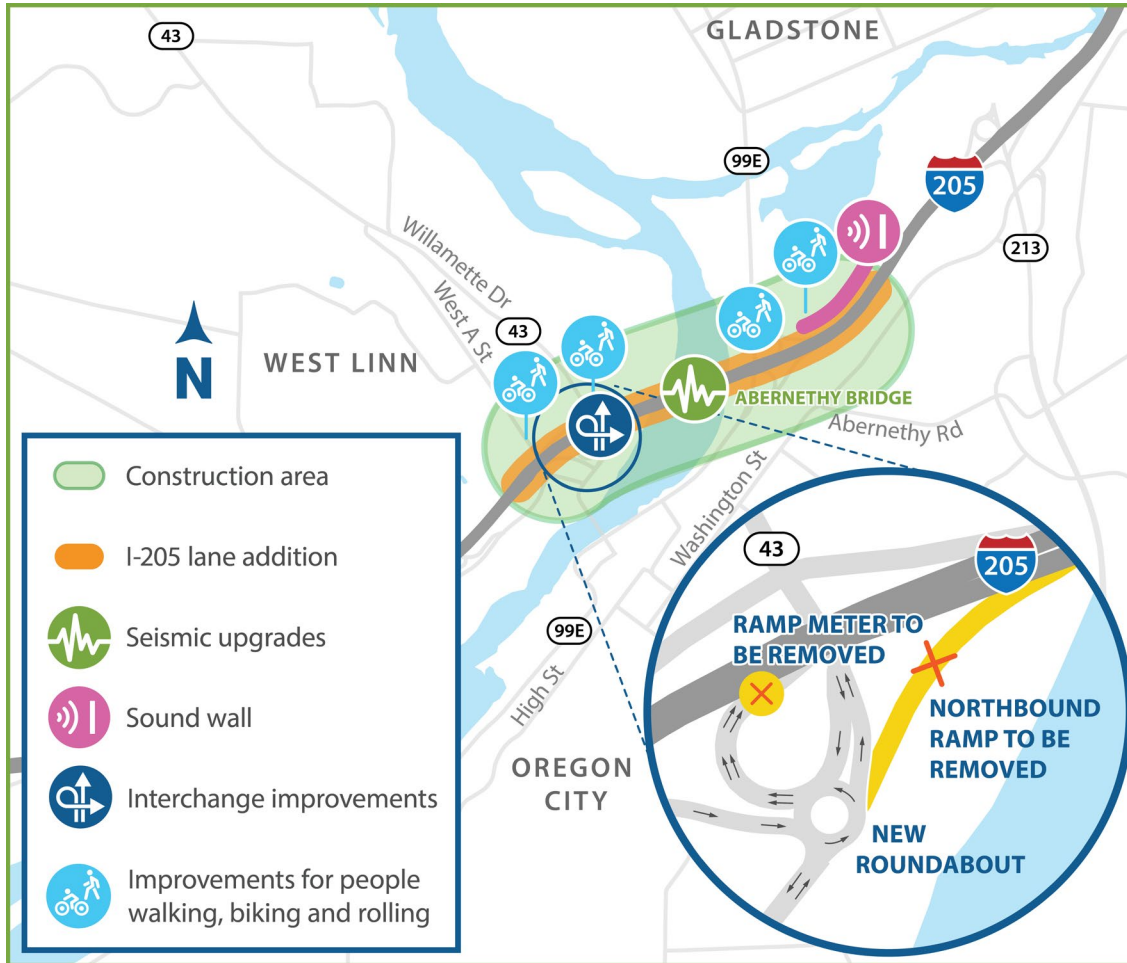 GLADSTONE
43
99E
205
213
Willamette Dr
West A St
43
WEST LINN
N
ABERNETHY BRIDGE
Abernethy Rd
Washington St
99E
High St
OREGON
CITY
Construction area
I-205 lane addition
Seismic upgrades
Sound wall
Interchange improvements
Improvements for people
walking, biking and rolling
43
205
RAMP METER TO
BE REMOVED
NORTHBOUND
RAMP TO BE
REMOVED
NEW
ROUNDABOUT